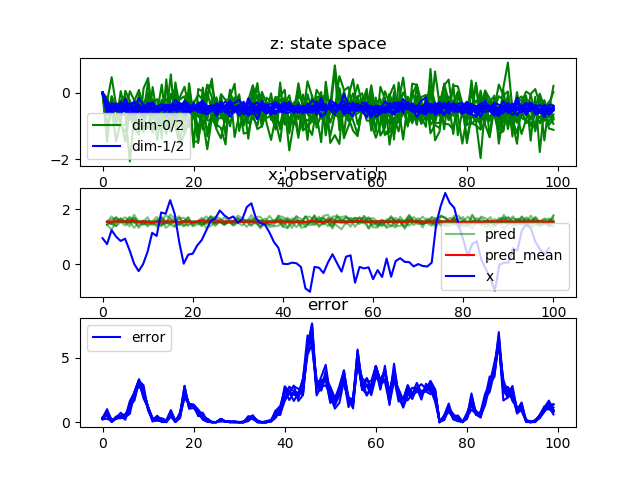 z: state space
0
−2
dim-0/2
dim-1/2
0
20
40
60
80
100
x: observation
2
0
pred
pred_mean
x
0
20
40
60
80
100
error
5
0
error
0
20
40
60
80
100